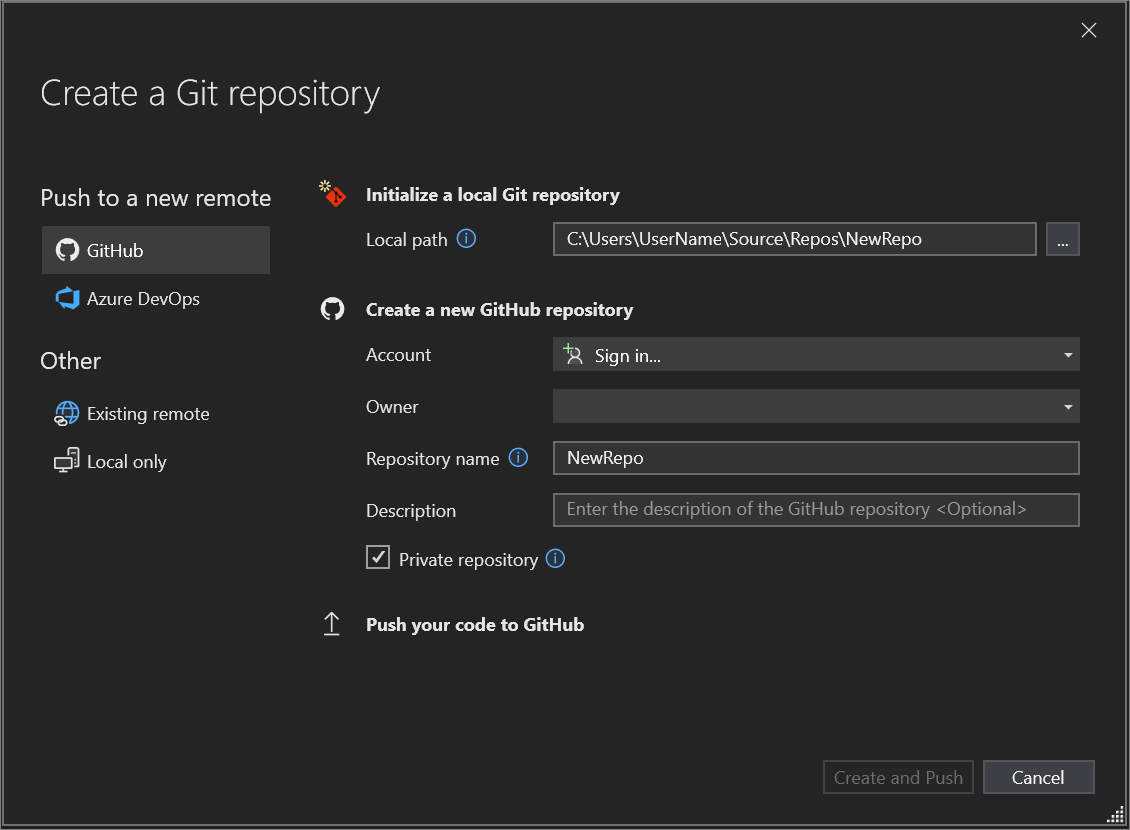 Create a Git repository
Push to a new remote
GitHub
Azure DevOps
Other
Existing remote
Local only
Initialize a local Git repository
Local path
C:\Users\UserName\Source\Repos\NewRepo
...
Create a new GitHub repository
Account
Sign in...
Owner
Repository name
NewRepo
Description
Enter the description of the GitHub repository <Optional>
Private repository
Push your code to GitHub
Create and Push
Cancel